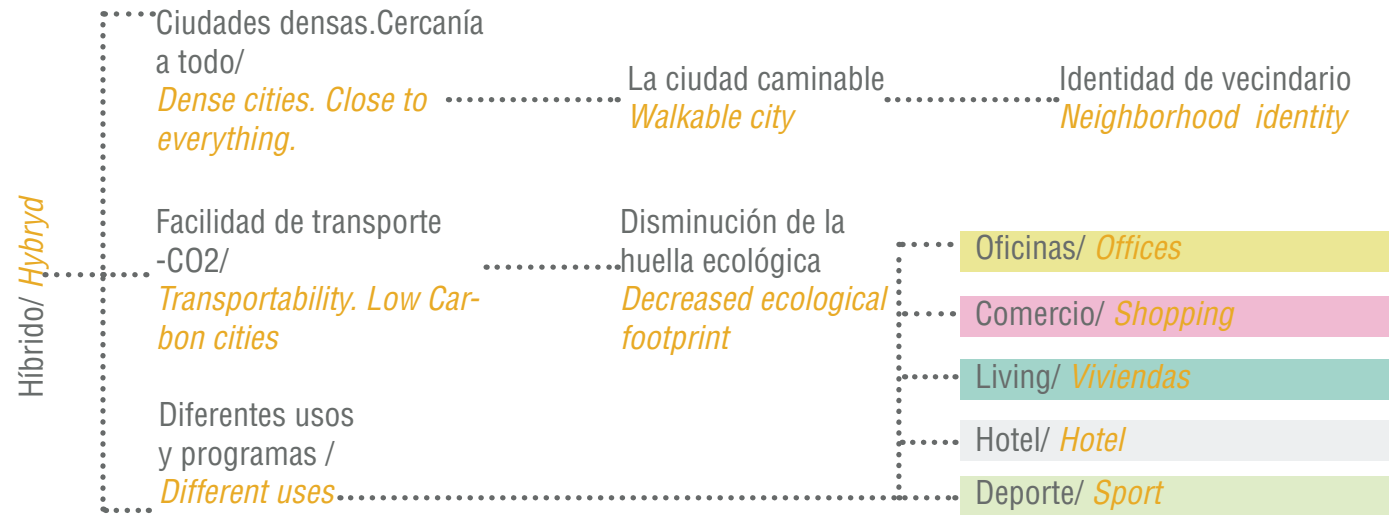 Híbrido/ Hybryd
Ciudades densas.Cercanía
a todo/
Dense cities. Close to
everything.
La ciudad caminable
Walkable city
Identidad de vecindario
Neighborhood identity
Facilidad de transporte
-CO2/
Transportability. Low Car-
bon cities
Disminución de la
huella ecológica
Decreased ecological
footprint
Diferentes usos
y programas /
Different uses
Oficinas/ Offices
Comercio/ Shopping
Living/ Viviendas
Hotel/ Hotel
Deporte/ Sport